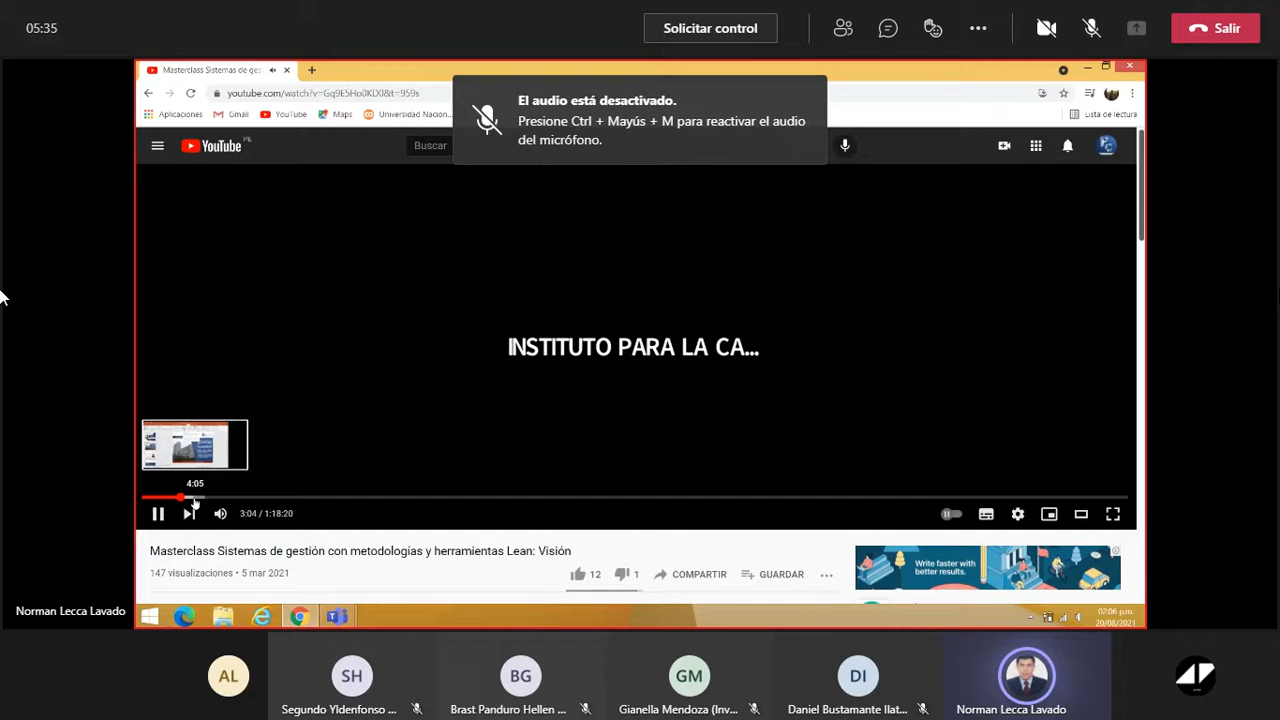 05:35
Solicitar control
Salir
Masterclass Sistemas de ges
El audio está desactivado.
Presione Ctrl + Mayús + M para reactivar el audio
del micrófono.
youtube.com/watch?v=Gq9E5Ho0KD0&t=959s
Aplicaciones
Gmail
YouTube
Maps
Universidad Nacion...
Lista de lectura
YouTube PE
Buscar
INSTITUTO PARA LA CA...
4:05
3:04 / 1:18:20
Masterclass Sistemas de gestión con metodologías y herramientas Lean: Visión
147 visualizaciones • 5 mar 2021
12
1
COMPARTIR
GUARDAR
Write faster with
better results.
Norman Lecca Lavado
02:06 p.m.
20/08/2021
AL
SH
BG
GM
DI
Segundo Yldenfonso ...
Brast Panduro Hellen ...
Gianella Mendoza (Inv...
Daniel Bustamante Ilat...
Norman Lecca Lavado